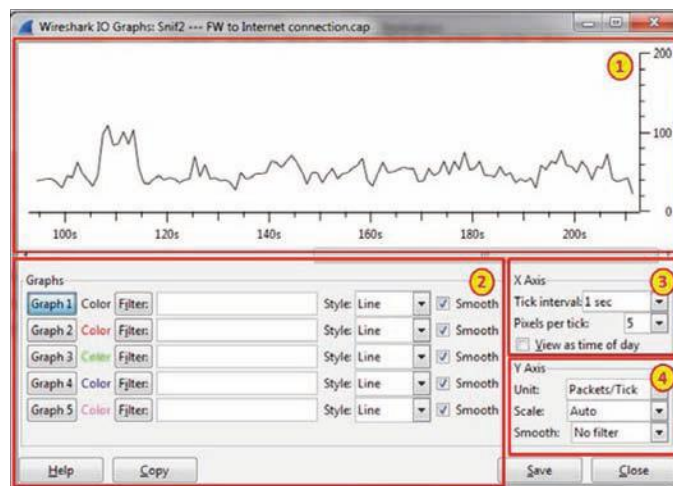 Wireshark IO Graphs: Snif2 --- FW to Internet connection.cap
1
200
100
0
100s 120s 140s 160s 180s 200s
Graphs
2
Graph 1 Color Filter: Style: Line Smooth
Graph 2 Color Filter: Style: Line Smooth
Graph 3 Color Filter: Style: Line Smooth
Graph 4 Color Filter: Style: Line Smooth
Graph 5 Color Filter: Style: Line Smooth
Help Copy
X Axis
3
Tick interval: 1 sec
Pixels per tick: 5
View as time of day
Y Axis
4
Unit: Packets/Tick
Scale: Auto
Smooth: No filter
Save Close